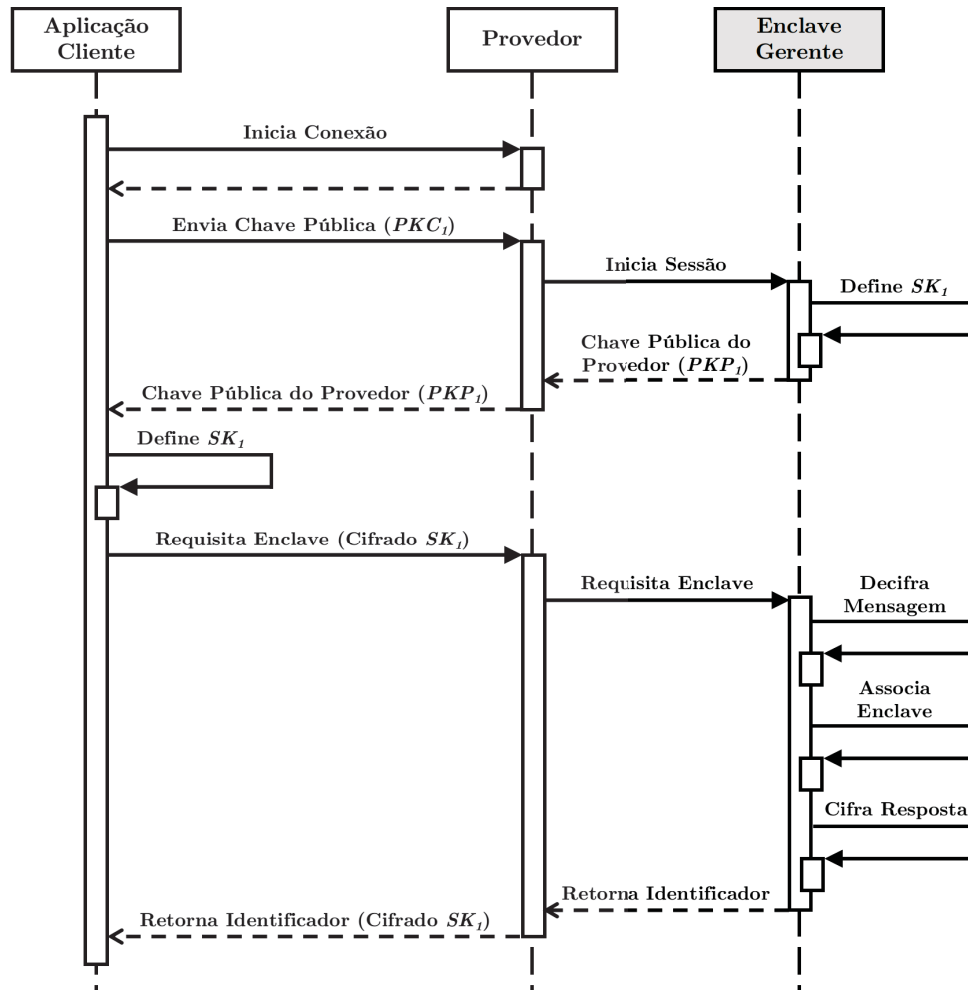 Aplicação
Cliente
Provedor
Enclave
Gerente
Inicia Conexão
Envia Chave Pública (PKC₁)
Inicia Sessão
Define SK₁
Chave Pública do
Provedor (PKP₁)
Chave Pública do Provedor (PKP₁)
Define SK₁
Requisita Enclave (Cifrado SK₁)
Requisita Enclave
Decifra
Mensagem
Associa
Enclave
Cifra Resposta
Retorna Identificador
Retorna Identificador (Cifrado SK₁)